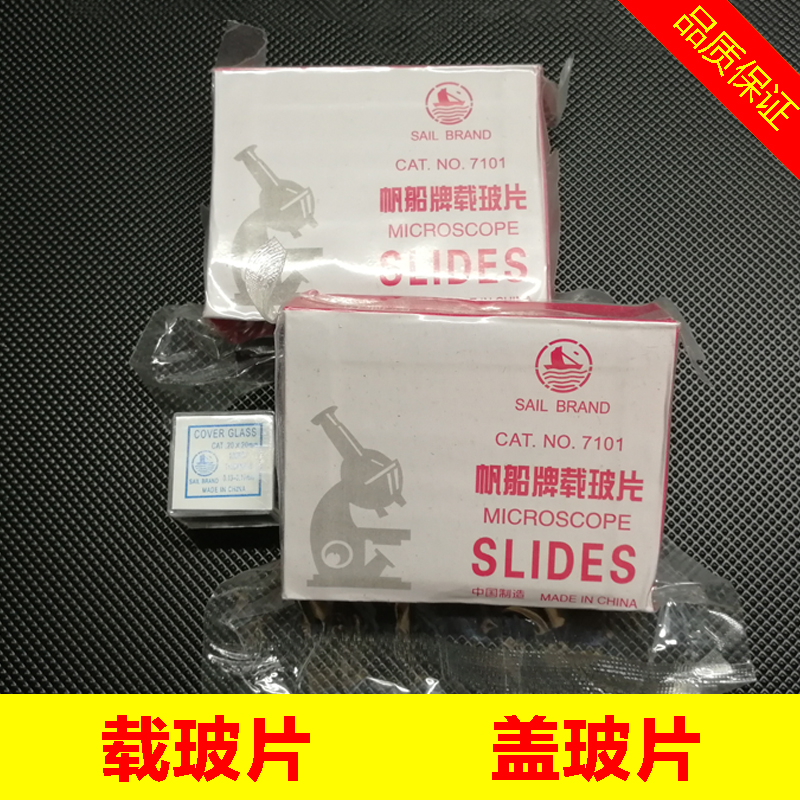 品质保证
SAIL BRAND
CAT. NO. 7101
帆船牌载玻片
MICROSCOPE
SLIDES
IN CHINA
SAIL BRAND
CAT. NO. 7101
帆船牌载玻片
MICROSCOPE
SLIDES
中国制造 MADE IN CHINA
COVER GLASS
SAIL BRAND
MADE IN CHINA
载玻片 盖玻片